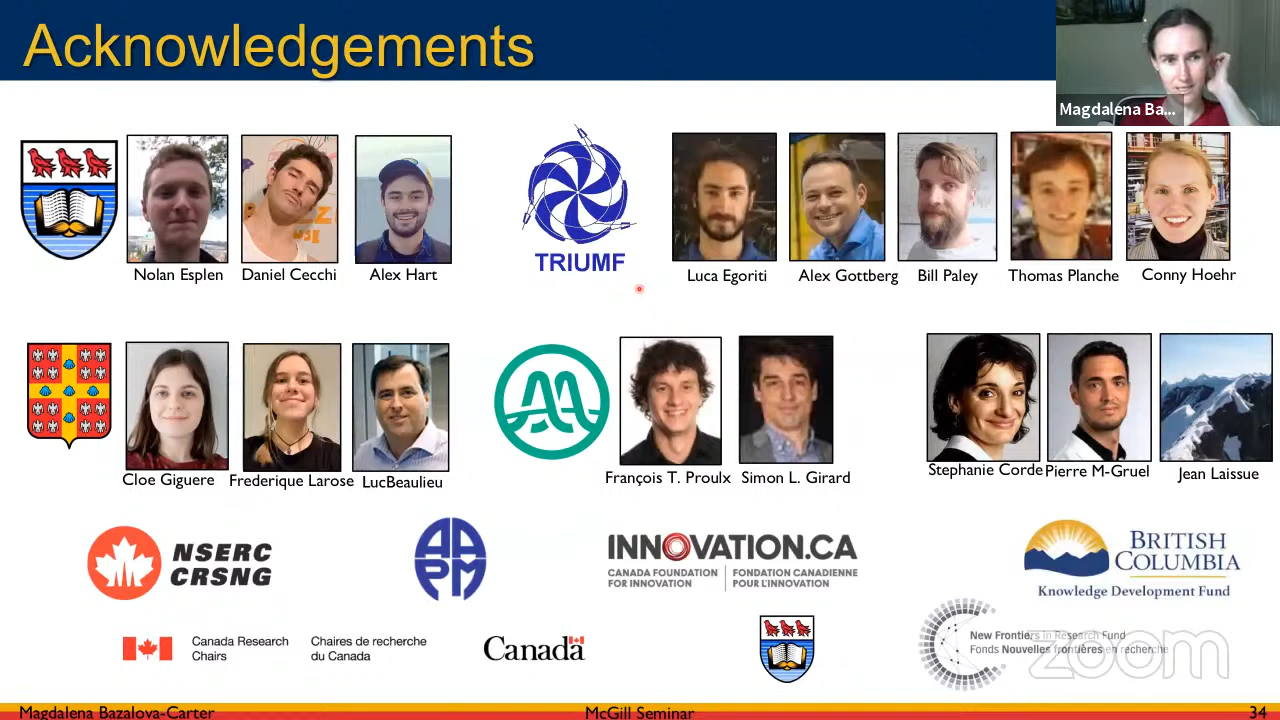 Acknowledgements
Magdalena Ba...
Nolan Esplen
Daniel Cecchi
Alex Hart
TRIUMF
Luca Egoriti
Alex Gottberg
Bill Paley
Thomas Planche
Conny Hoehr
Cloe Giguere
Frederique Larose
LucBeaulieu
François T. Proulx
Simon L. Girard
Stephanie Corde
Pierre M-Gruel
Jean Laissue
NSERC
CRSNG
AA
PM
INNOVATION.CA
CANADA FOUNDATION
FOR INNOVATION
FONDATION CANADIENNE
POUR L'INNOVATION
BRITISH
COLUMBIA
Knowledge Development Fund
Canada Research
Chairs
Chaires de recherche
du Canada
Canada
New Frontiers in Research Fund
Fonds Nouvelles frontières en recherche
zoom
Magdalena Bazalova-Carter
McGill Seminar
34